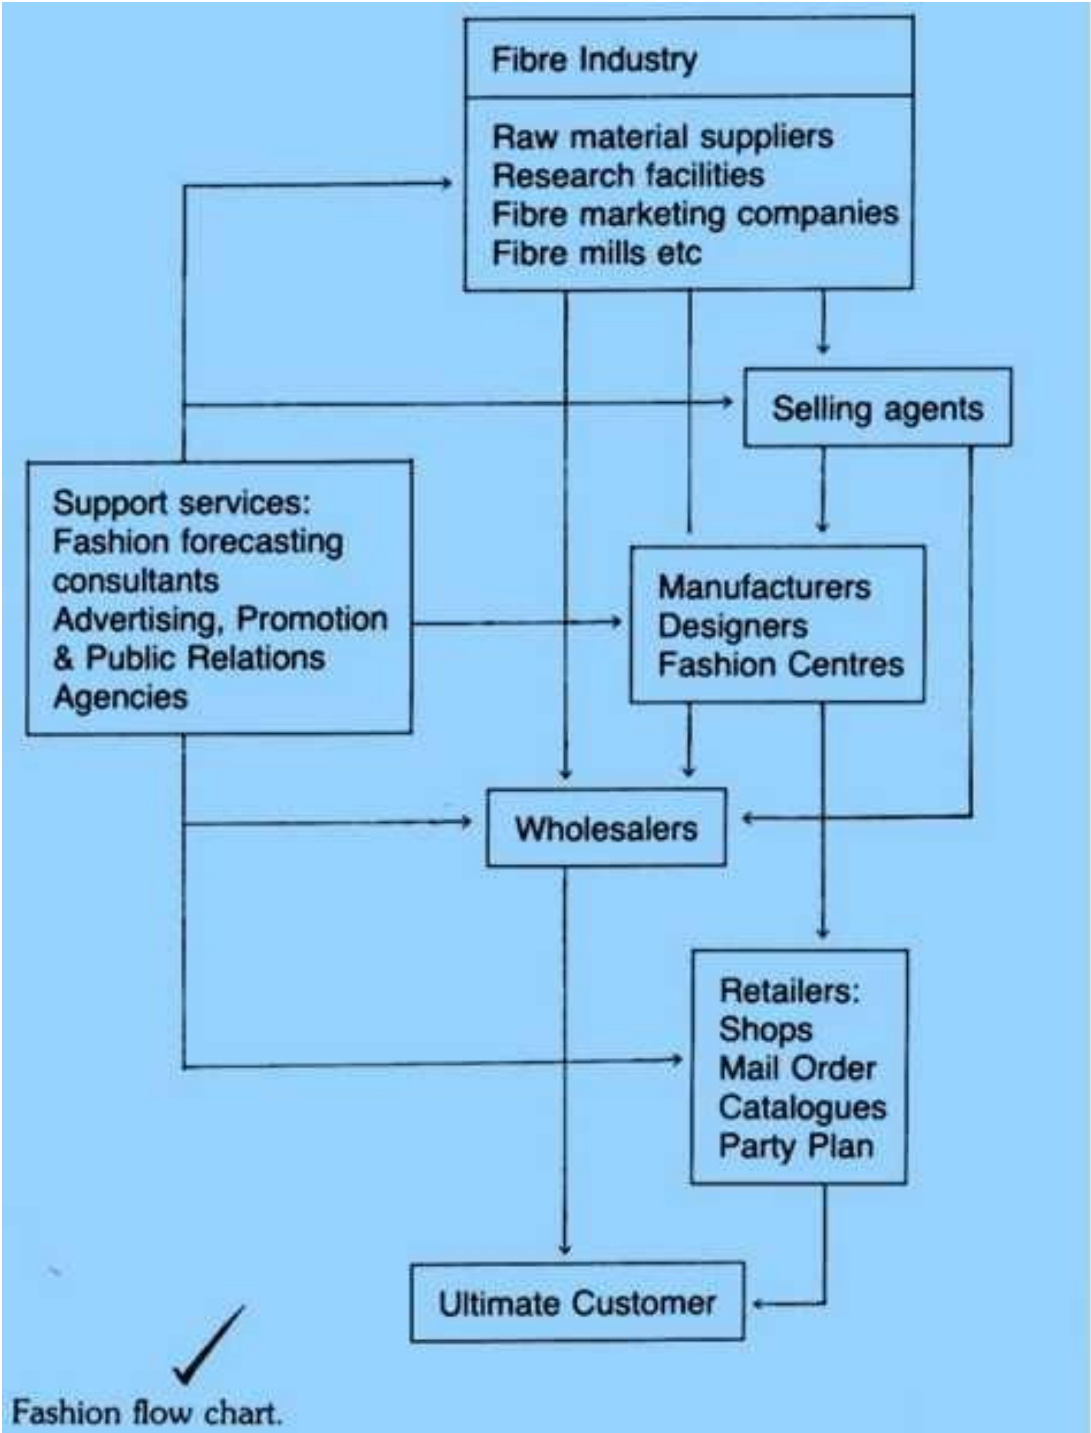 Fibre Industry
Raw material suppliers
Research facilities
Fibre marketing companies
Fibre mills etc
Selling agents
Support services:
Fashion forecasting
consultants
Advertising, Promotion
& Public Relations
Agencies
Manufacturers
Designers
Fashion Centres
Wholesalers
Retailers:
Shops
Mail Order
Catalogues
Party Plan
Ultimate Customer
Fashion flow chart.